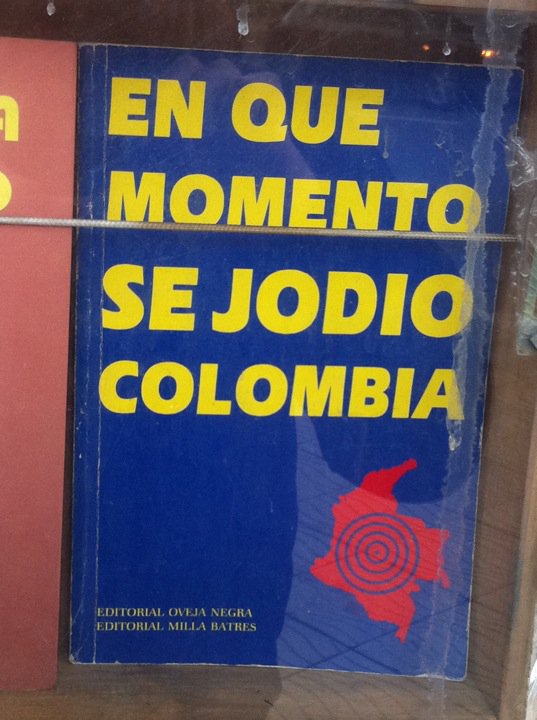 EN QUE
MOMENTO
SE JODIO
COLOMBIA
EDITORIAL OVEJA NEGRA
EDITORIAL MILLA BATRES